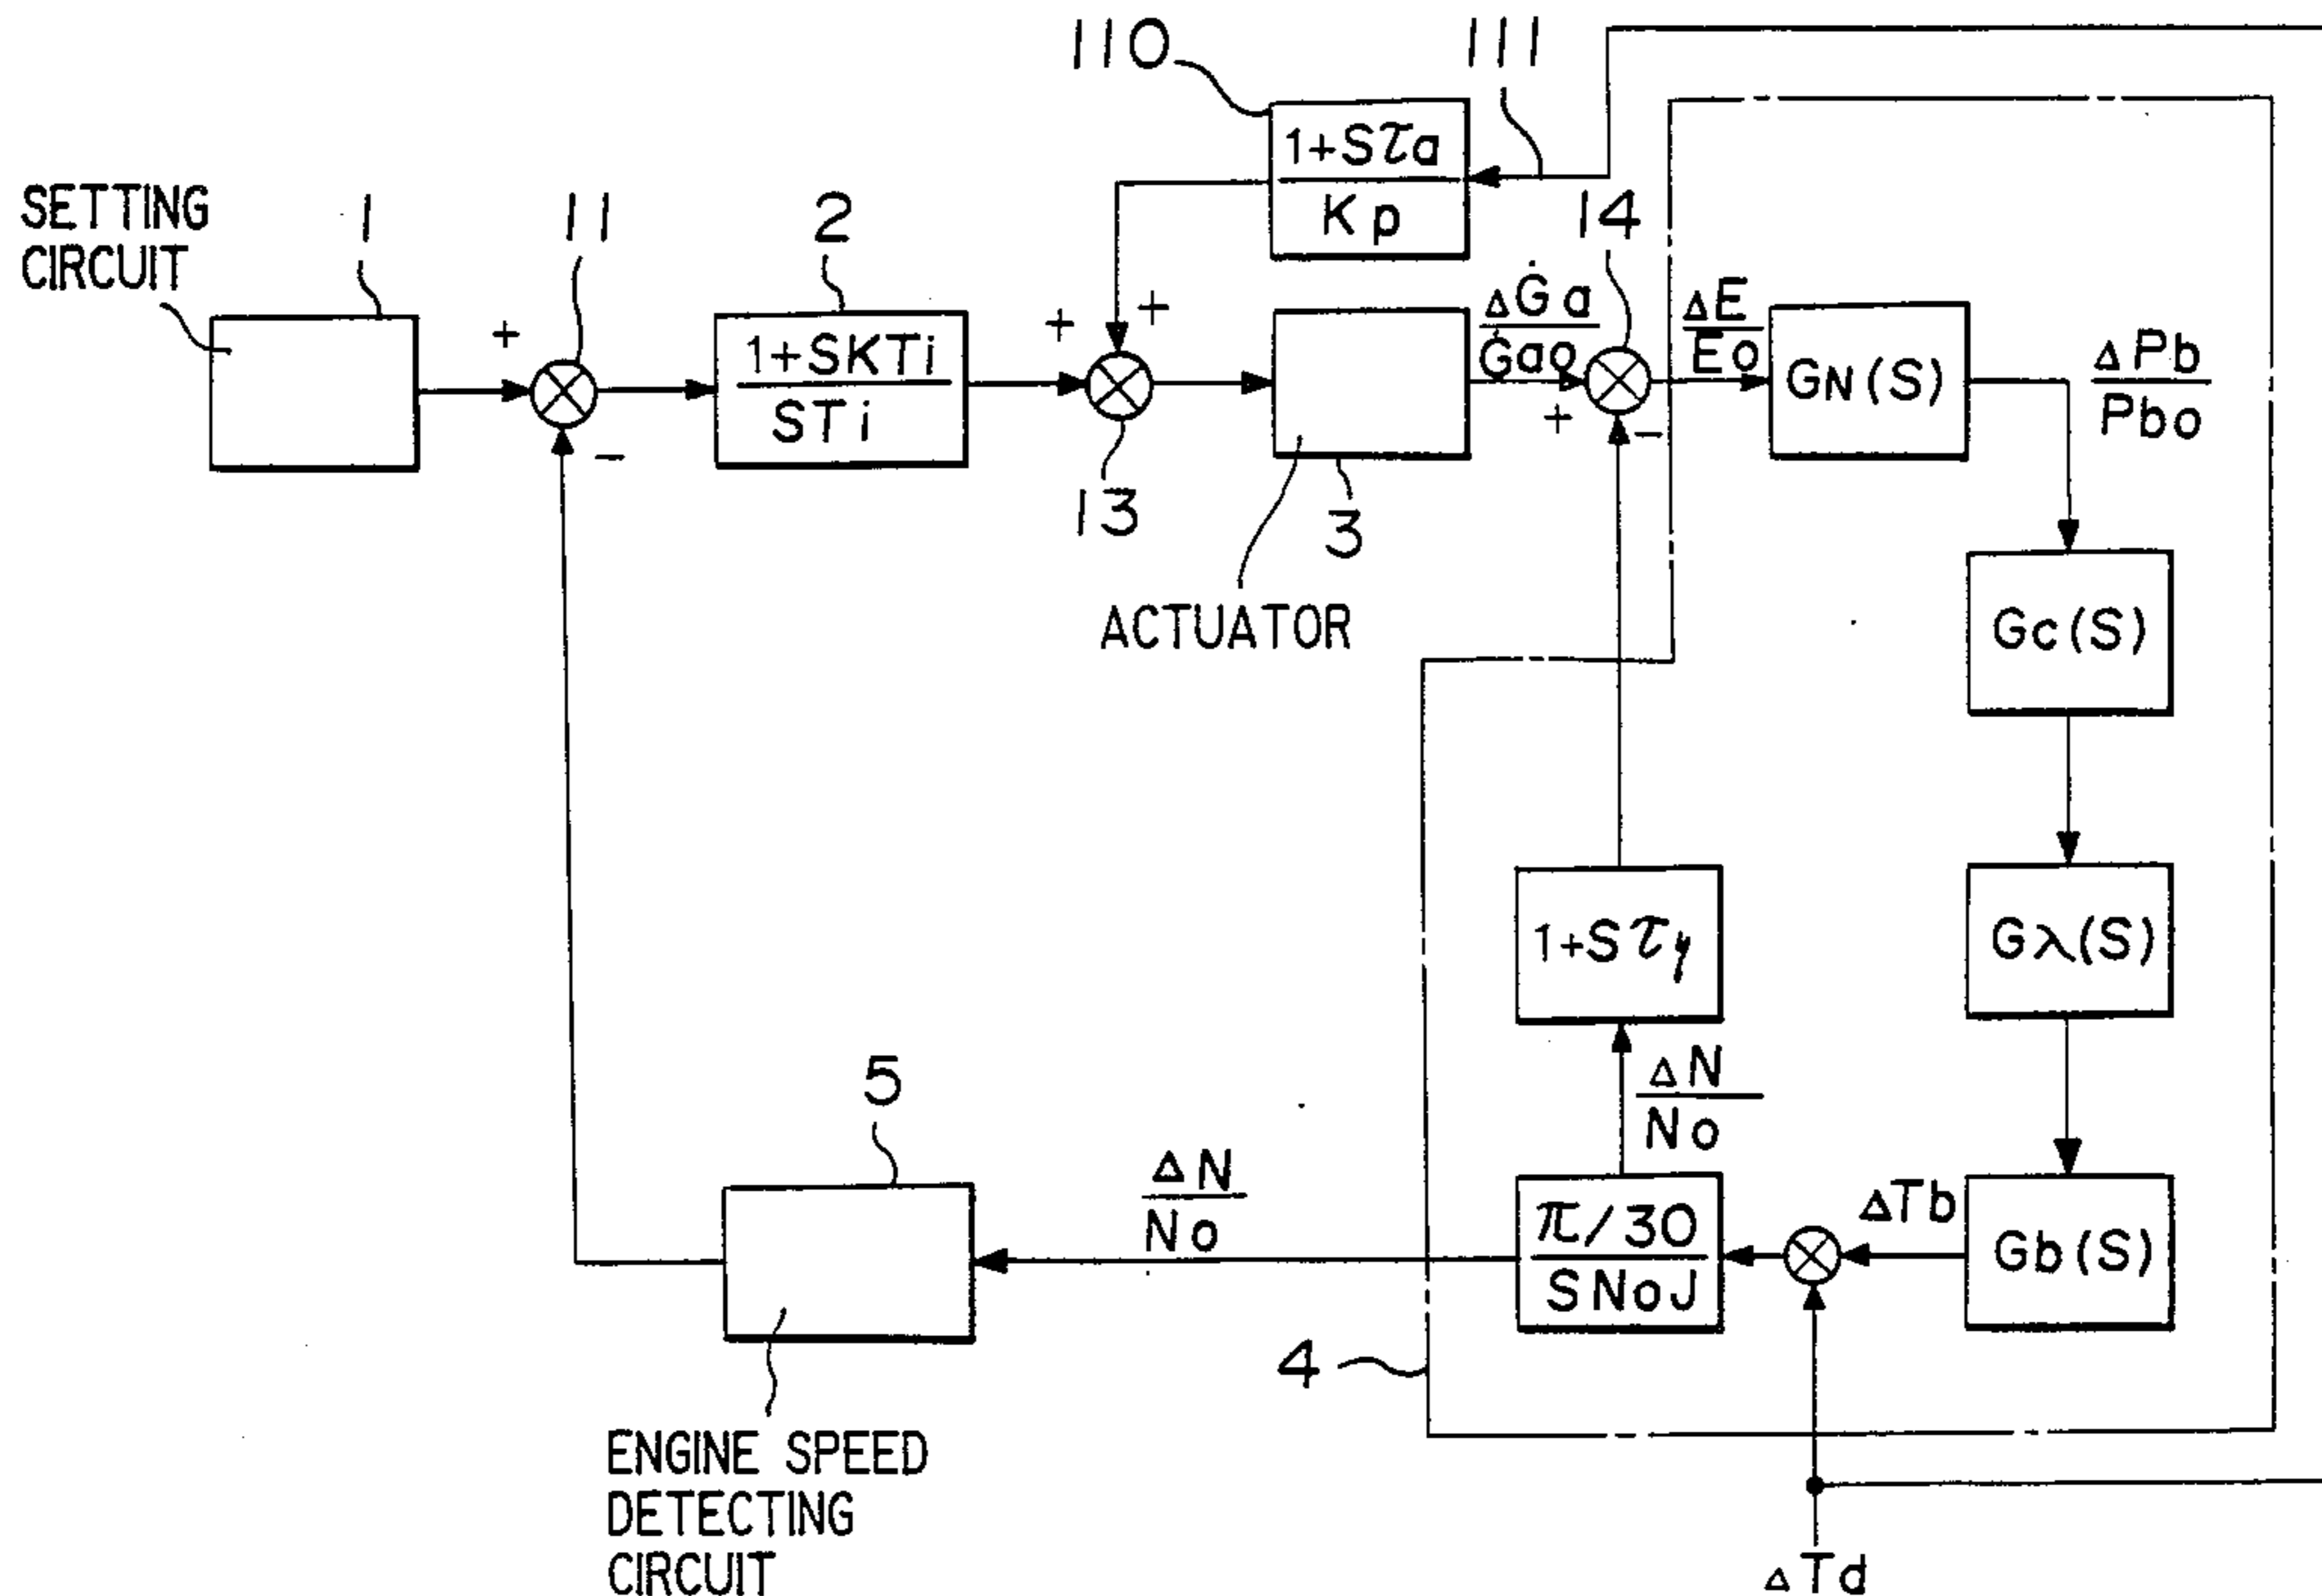 110
111
1+Sτa
Kp
SETTING
CIRCUIT
1
11
2
14
+
1+SKTi
STi
-
+
+
13
3
ACTUATOR
ΔĠa
Ġao
+
-
ΔE
Eo
GN(S)
ΔPb
Pbo
Gc(S)
Gλ(S)
Gb(S)
1+Sτy
ΔN
No
5
ΔN
No
π/30
SNoJ
ΔTb
4
ENGINE SPEED
DETECTING
CIRCUIT
ΔTd